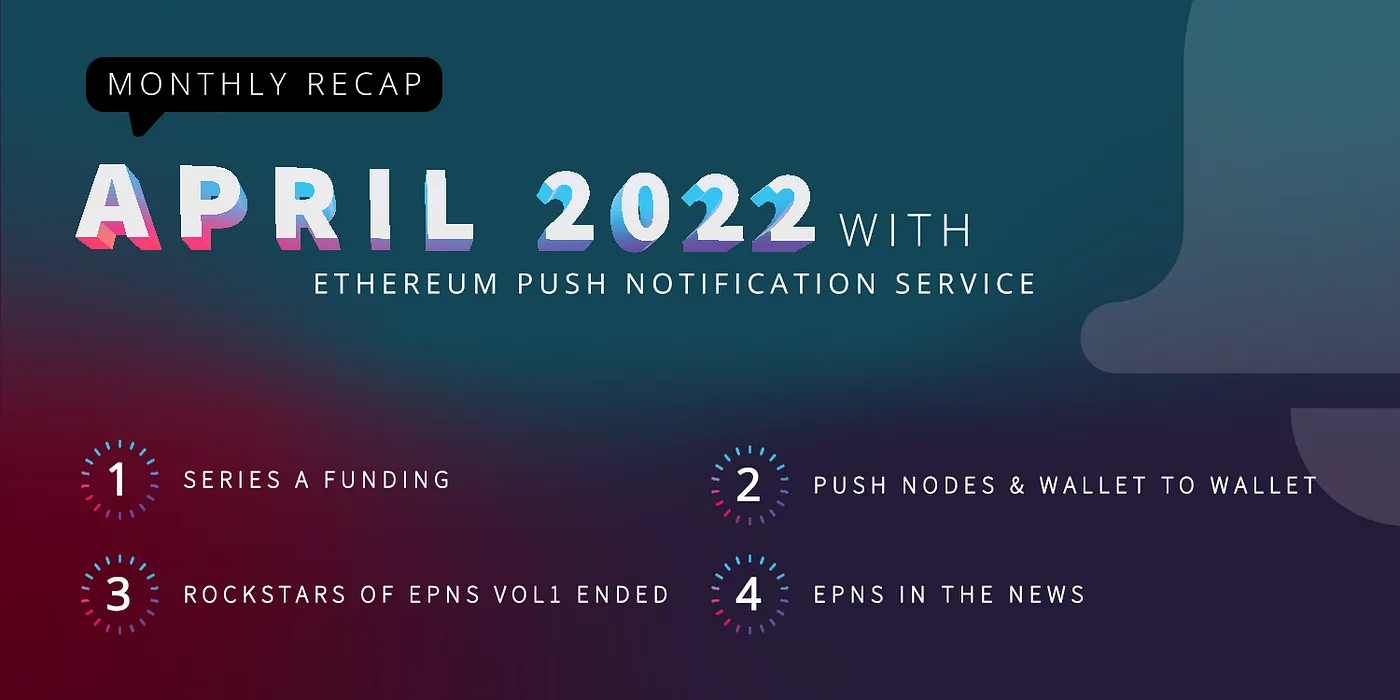 MONTHLY RECAP
APRIL 2022 WITH
ETHEREUM PUSH NOTIFICATION SERVICE
1 SERIES A FUNDING
2 PUSH NODES & WALLET TO WALLET
3 ROCKSTARS OF EPNS VOL1 ENDED
4 EPNS IN THE NEWS